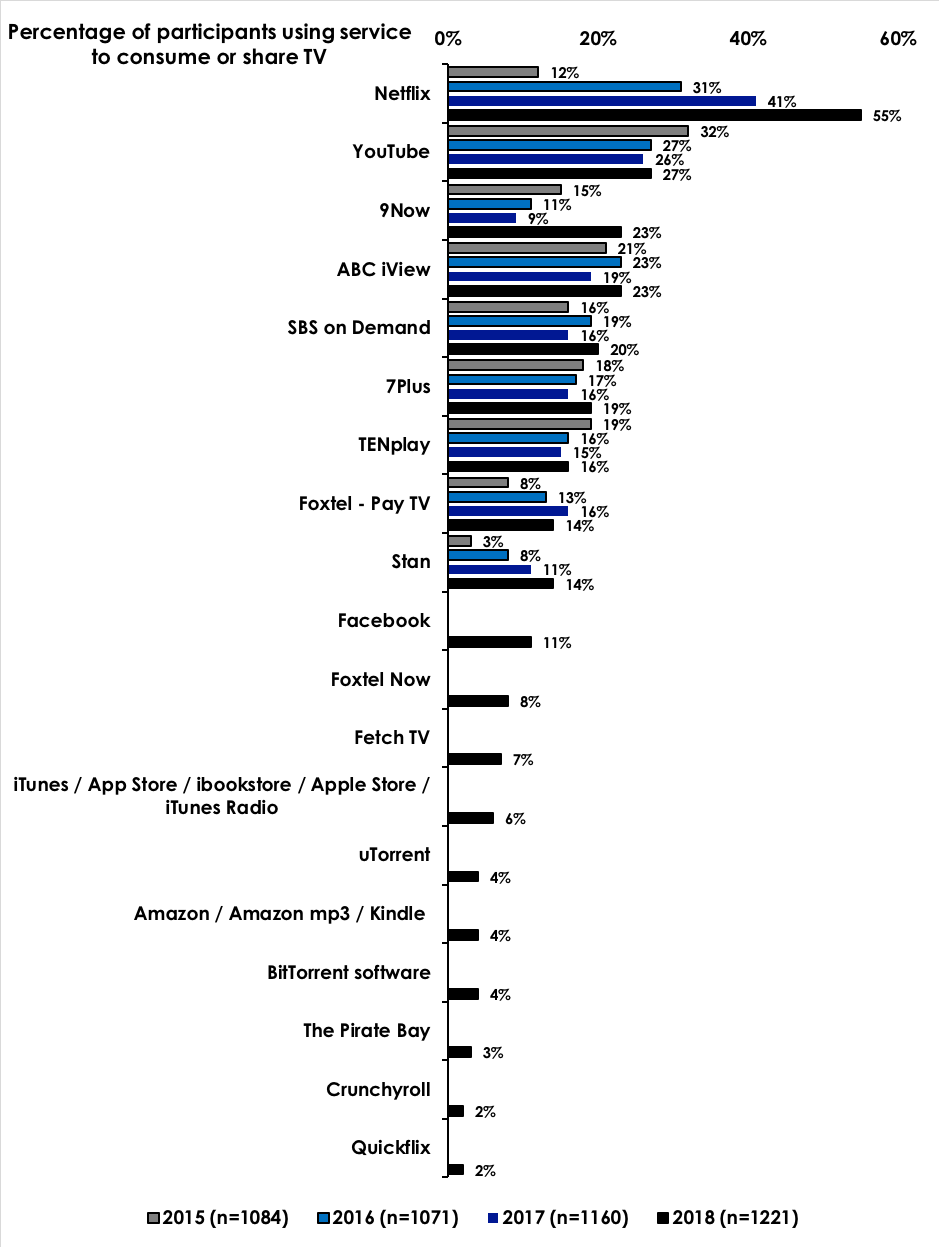 Percentage of participants using service
to consume or share TV
0% 20% 40% 60%
Netflix
12%
31%
41%
55%
YouTube
32%
27%
26%
27%
9Now
15%
11%
9%
23%
ABC iView
21%
23%
19%
23%
SBS on Demand
16%
19%
16%
20%
7Plus
18%
17%
16%
19%
TENplay
19%
16%
15%
16%
Foxtel - Pay TV
8%
13%
16%
14%
Stan
3%
8%
11%
14%
Facebook
11%
Foxtel Now
8%
Fetch TV
7%
iTunes / App Store / ibookstore / Apple Store /
iTunes Radio
6%
uTorrent
4%
Amazon / Amazon mp3 / Kindle
4%
BitTorrent software
4%
The Pirate Bay
3%
Crunchyroll
2%
Quickflix
2%
2015 (n=1084) 2016 (n=1071) 2017 (n=1160) 2018 (n=1221)